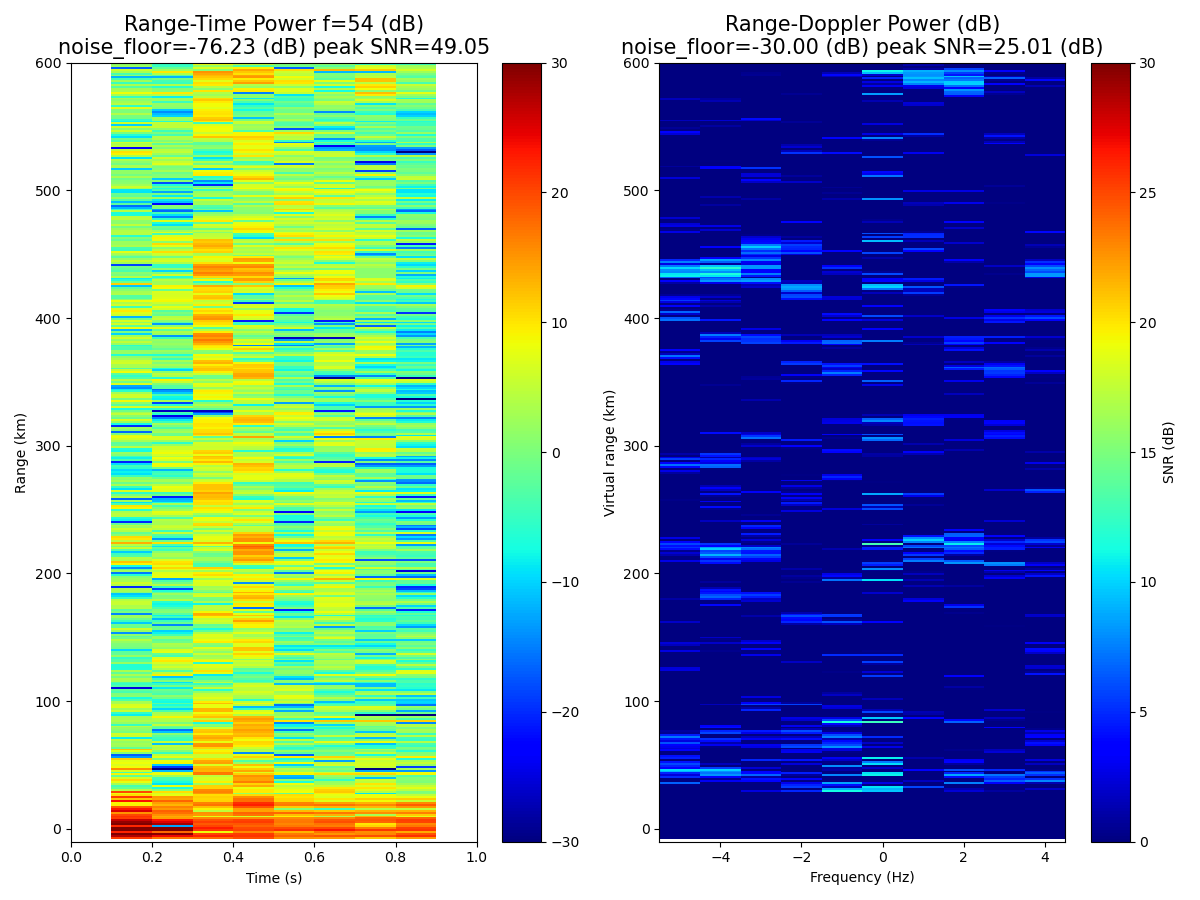 Range-Time Power f=54 (dB)
noise_floor=-76.23 (dB) peak SNR=49.05
Range (km)
600
500
400
300
200
100
0
0.0 0.2 0.4 0.6 0.8 1.0
Time (s)
30
20
10
0
−10
−20
−30
Range-Doppler Power (dB)
noise_floor=-30.00 (dB) peak SNR=25.01 (dB)
Virtual range (km)
600
500
400
300
200
100
0
−4 −2 0 2 4
Frequency (Hz)
30
25
20
15
10
5
0
SNR (dB)